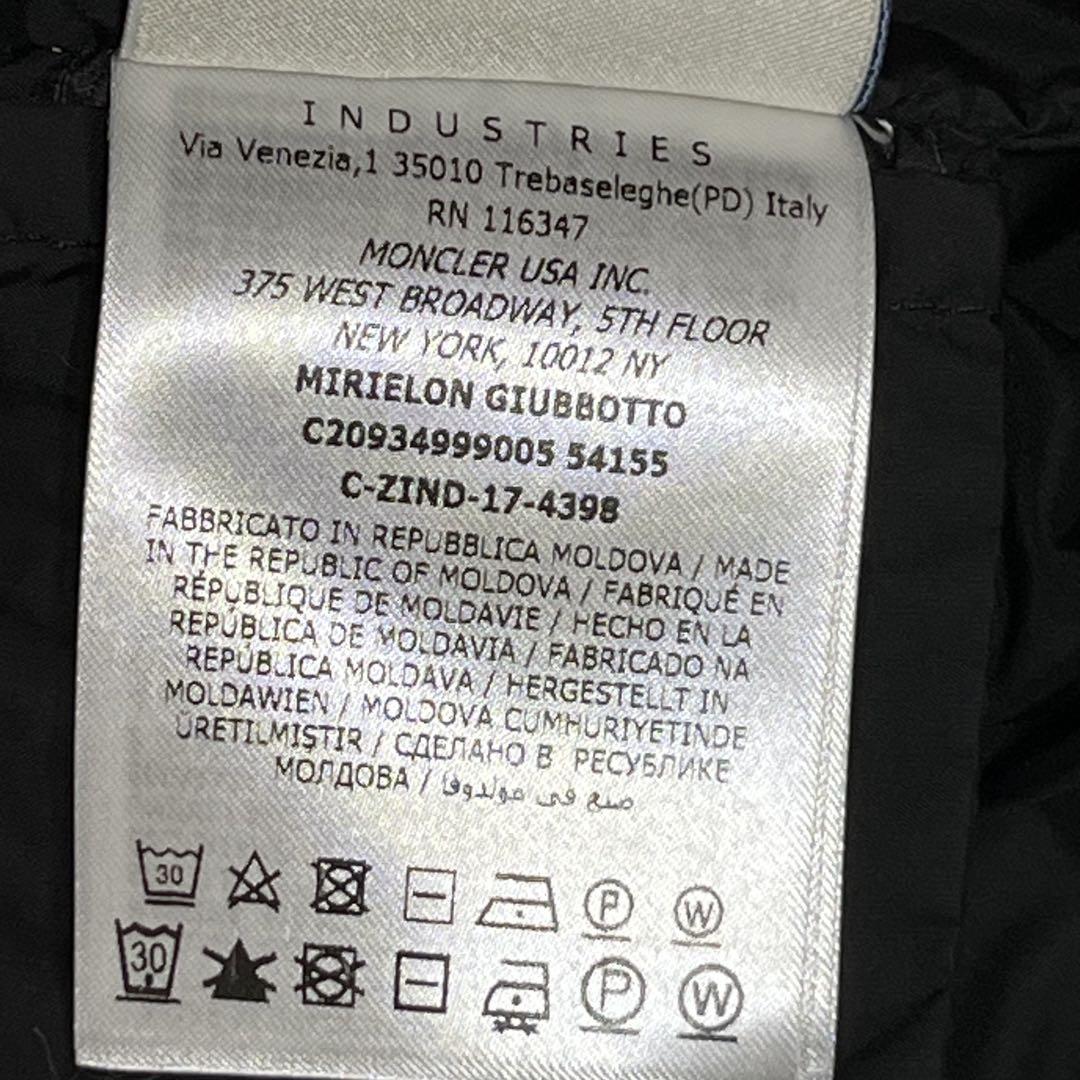 INDUSTRIES
Via Venezia,1 35010 Trebaseleghe(PD) Italy
RN 116347
MONCLER USA INC.
375 WEST BROADWAY, 5TH FLOOR
NEW YORK, 10012 NY
MIRIELON GIUBBOTTO
C20934999005 54155
C-ZIND-17-4398
FABBRICATO IN REPUBBLICA MOLDOVA / MADE
IN THE REPUBLIC OF MOLDOVA / FABRIQUÉ EN
RÉPUBLIQUE DE MOLDAVIE / HECHO EN LA
REPÚBLICA DE MOLDAVIA / FABRICADO NA
REPÚBLICA MOLDAVA / HERGESTELLT IN
MOLDAWIEN / MOLDOVA CUMHURIYETINDE
ÜRETILMIŞTIR / СДЕЛАНО В РЕСУБЛИКЕ
МОЛДОВА / صنع في مولدوفا
30 P W
30 P W